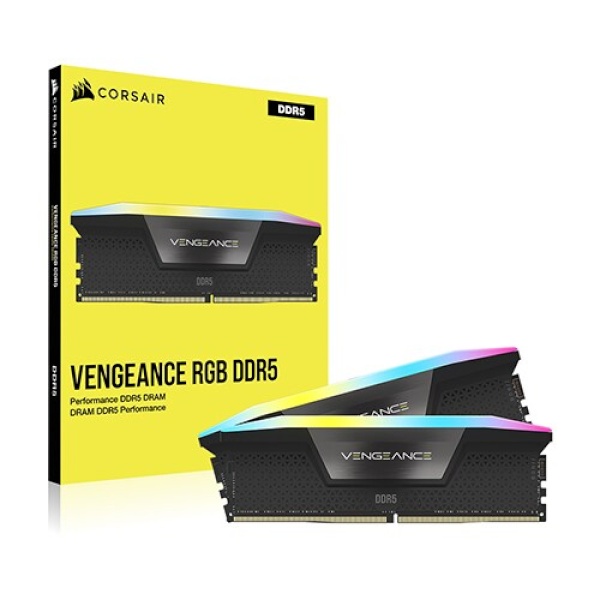 CORSAIR
DDR5
CORSAIR
VENGEANCE RGB DDR5
DDR5
VENGEANCE
DDR5
VENGEANCE RGB DDR5
Performance DDR5 DRAM
DRAM DDR5 Performance
VENGEANCE
DDR5